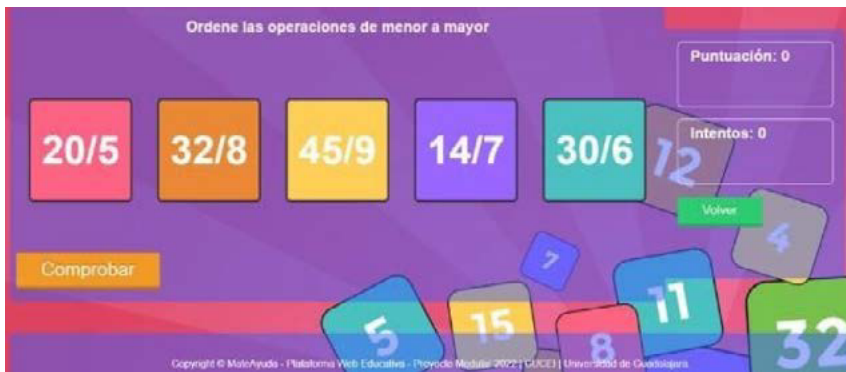 Ordene las operaciones de menor a mayor
Puntuación: 0
20/5 32/8 45/9 14/7 30/6
Intentos: 0
12
Volver
4
7
Comprobar
11
5
15
8
32
Copyright © MateAyuda - Plataforma Web Educativa - Proyecto Modular 2022 | CUCEI | Universidad de Guadalajara